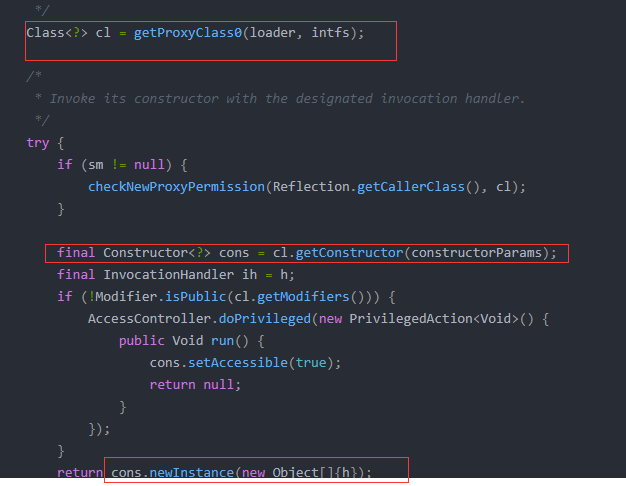 */
Class<?> cl = getProxyClass0(loader, intfs);
/*
* Invoke its constructor with the designated invocation handler.
*/
try {
if (sm != null) {
checkNewProxyPermission(Reflection.getCallerClass(), cl);
}
final Constructor<?> cons = cl.getConstructor(constructorParams);
final InvocationHandler ih = h;
if (!Modifier.isPublic(cl.getModifiers())) {
AccessController.doPrivileged(new PrivilegedAction<Void>() {
public Void run() {
cons.setAccessible(true);
return null;
}
});
}
return cons.newInstance(new Object[]{h});